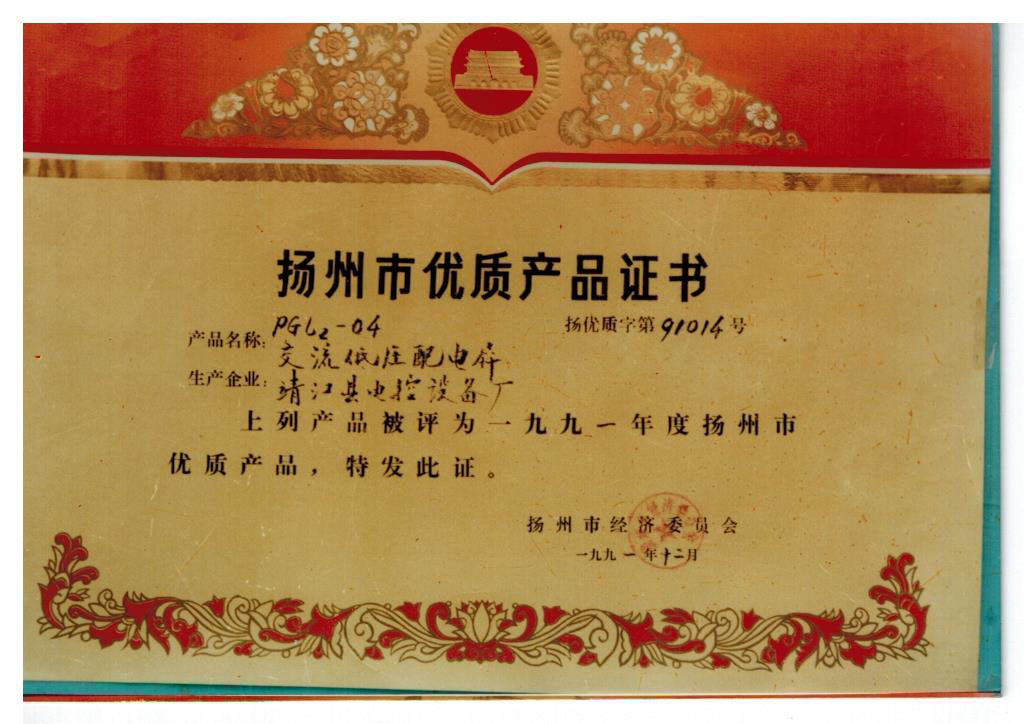 扬州市优质产品证书
扬优质字第91014号
产品名称：PGL2-04
交流低压配电屏
生产企业：靖江县电控设备厂
上列产品被评为一九九一年度扬州市
优质产品，特发此证。
扬州市经济委员会
一九九一年十二月